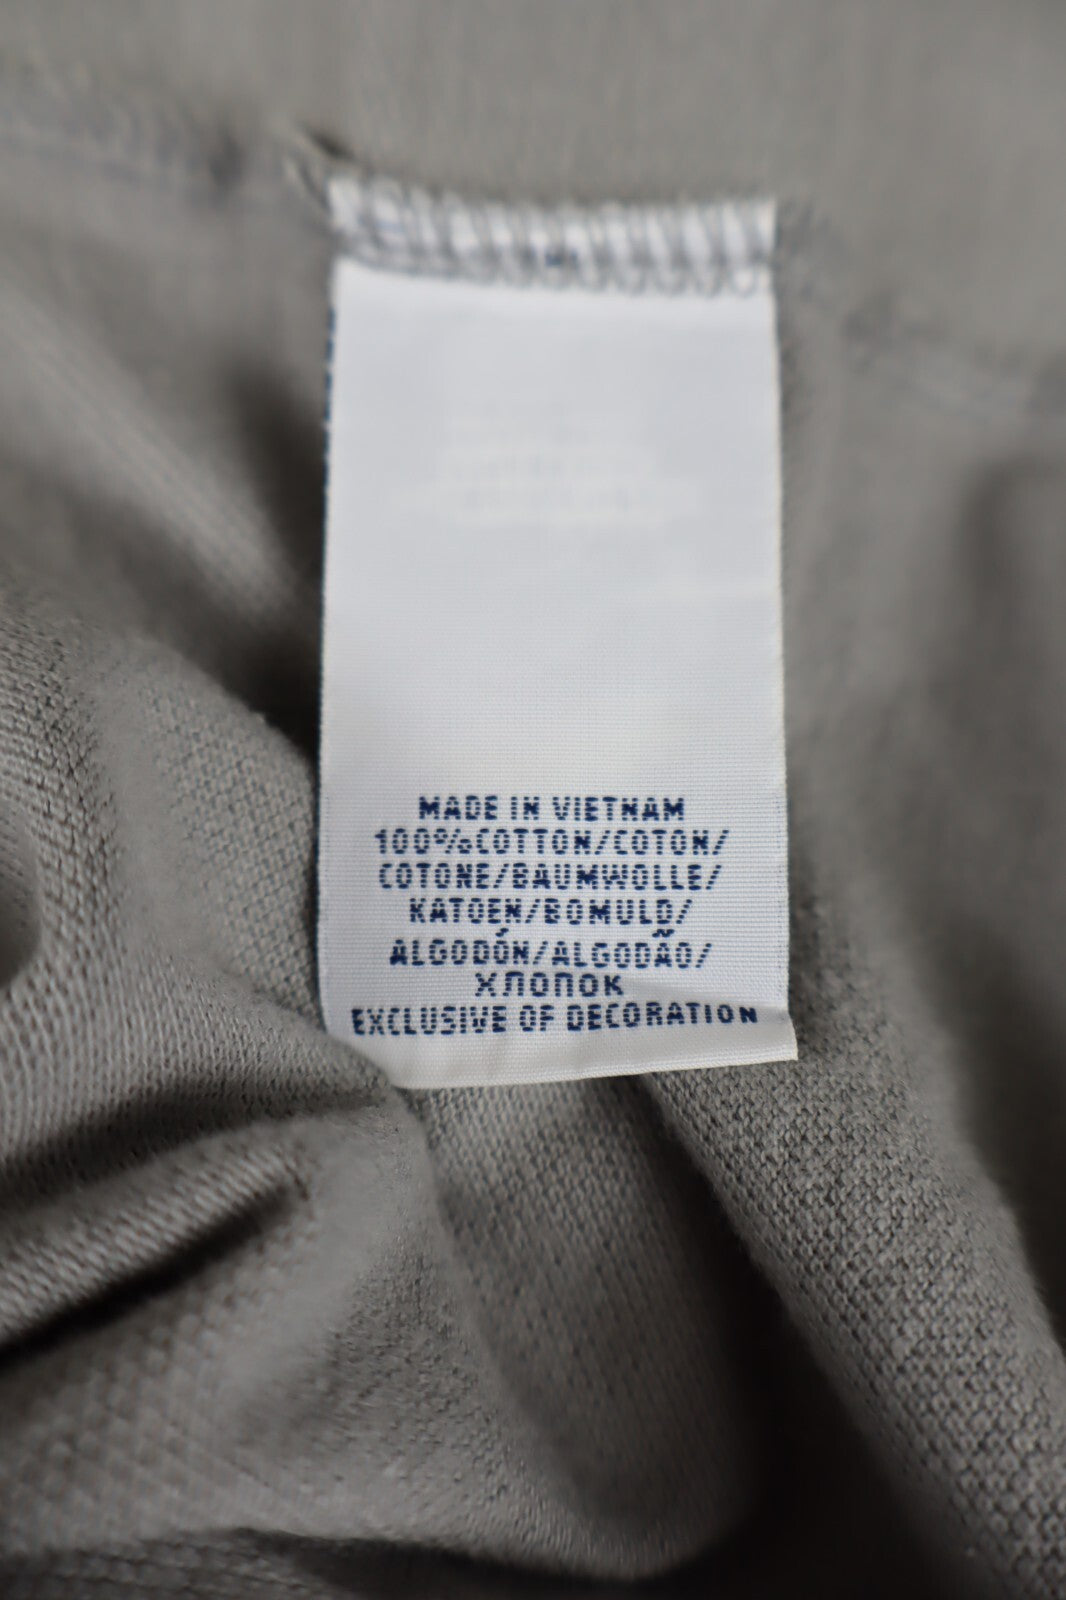 MADE IN VIETNAM
100%COTTON/COTON/
COTONE/BAUMWOLLE/
KATOEN/BOMULD/
ALGODÓN/ALGODÃO/
ХЛОПОК
EXCLUSIVE OF DECORATION